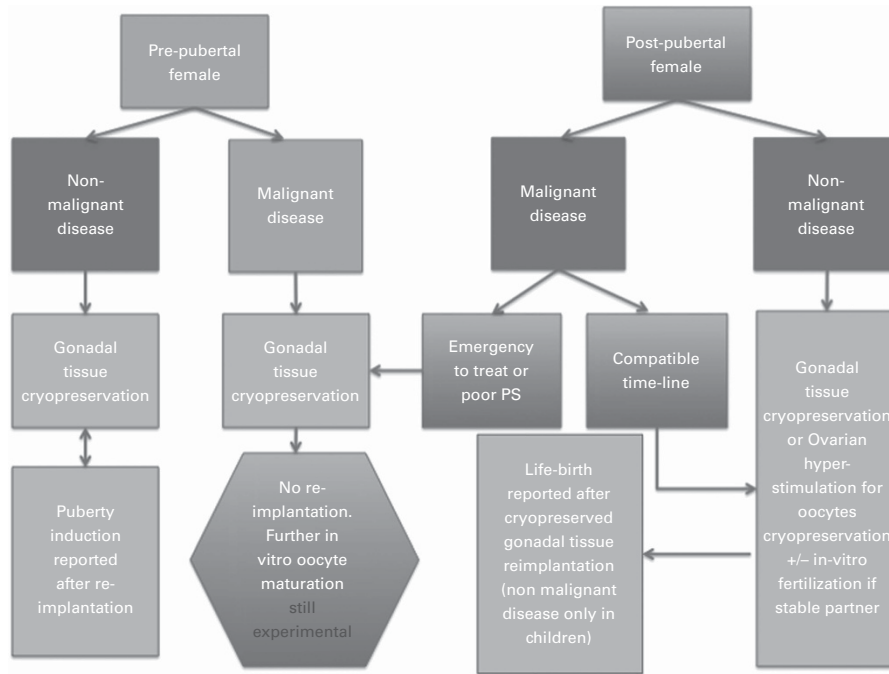 Pre-pubertal
female
Post-pubertal
female
Non-
malignant
disease
Malignant
disease
Malignant
disease
Non-
malignant
disease
Gonadal
tissue
cryopreservation
Gonadal
tissue
cryopreservation
Emergency
to treat or
poor PS
Compatible
time-line
Gonadal
tissue
cryopreservation
or Ovarian
hyper-
stimulation for
oocytes
cryopreservation
+/– in-vitro
fertilization if
stable partner
Puberty
induction
reported
after re-
implantation
No re-
implantation.
Further in
vitro oocyte
maturation
still
experimental
Life-birth
reported after
cryopreserved
gonadal tissue
reimplantation
(non malignant
disease only in
children)